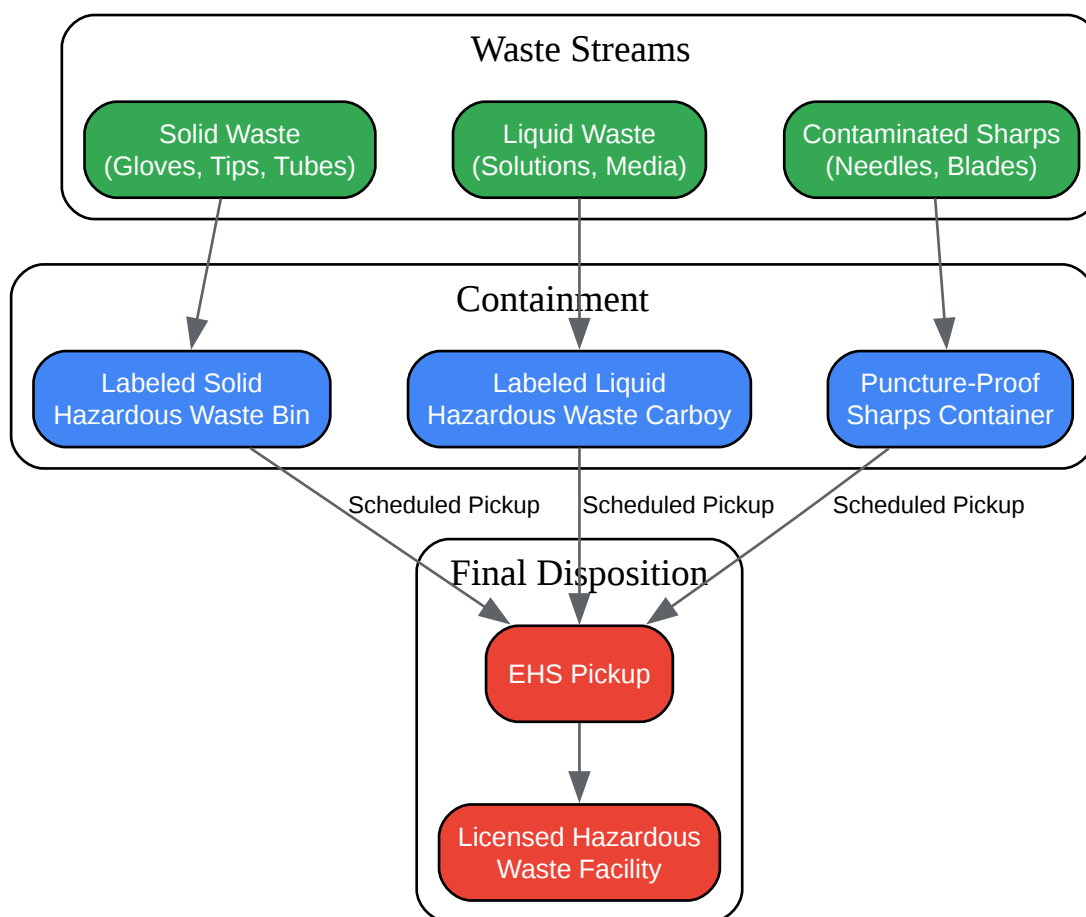 Waste Streams
Solid Waste
(Gloves, Tips, Tubes)
Liquid Waste
(Solutions, Media)
Contaminated Sharps
(Needles, Blades)
Containment
Labeled Solid
Hazardous Waste Bin
Labeled Liquid
Hazardous Waste Carboy
Puncture-Proof
Sharps Container
Scheduled Pickup
Scheduled Pickup
Scheduled Pickup
Final Disposition
EHS Pickup
Licensed Hazardous
Waste Facility